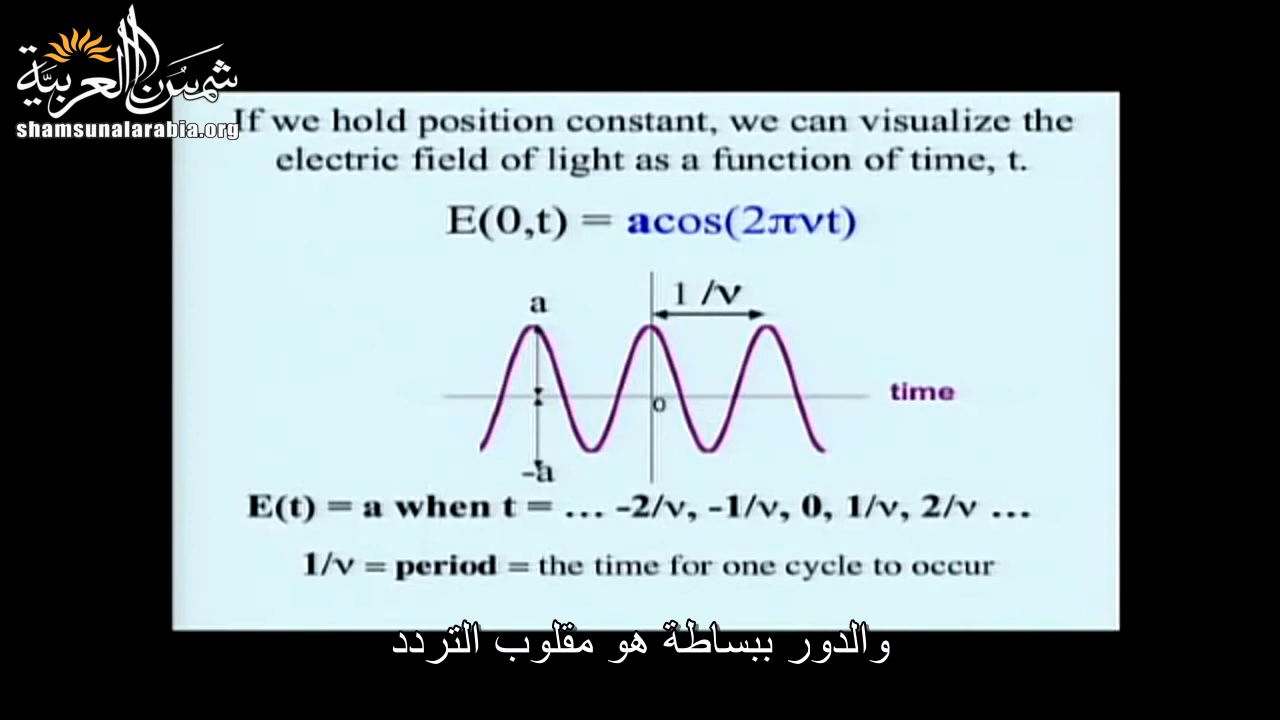 شمس العربية
shamsunalarabia.org
If we hold position constant, we can visualize the
electric field of light as a function of time, t.
E(0,t) = acos(2πνt)
1 /ν
a
time
0
-a
E(t) = a when t = … -2/ν, -1/ν, 0, 1/ν, 2/ν …
1/ν = period = the time for one cycle to occur
والدور ببساطة هو مقلوب التردد